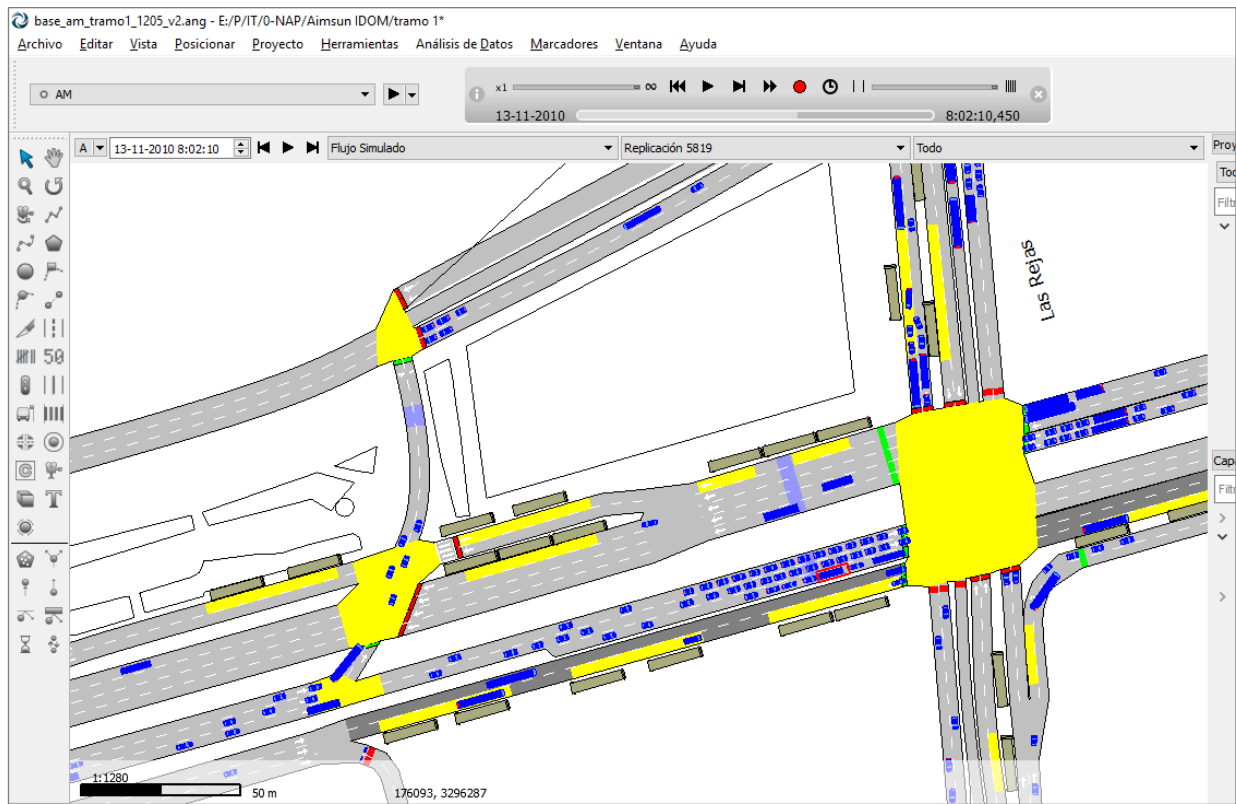 base_am_tramo1_1205_v2.ang - E:/P/IT/0-NAP/Aimsun IDOM/tramo 1*
Archivo Editar Vista Posicionar Proyecto Herramientas Análisis de Datos Marcadores Ventana Ayuda
AM
x1 ∞
13-11-2010 8:02:10,450
A 13-11-2010 8:02:10 Flujo Simulado Replicación 5819 Todo
Proy
Filtr
Las Rejas
50
Capa
Filtr
1:1280
50 m
176093, 3296287